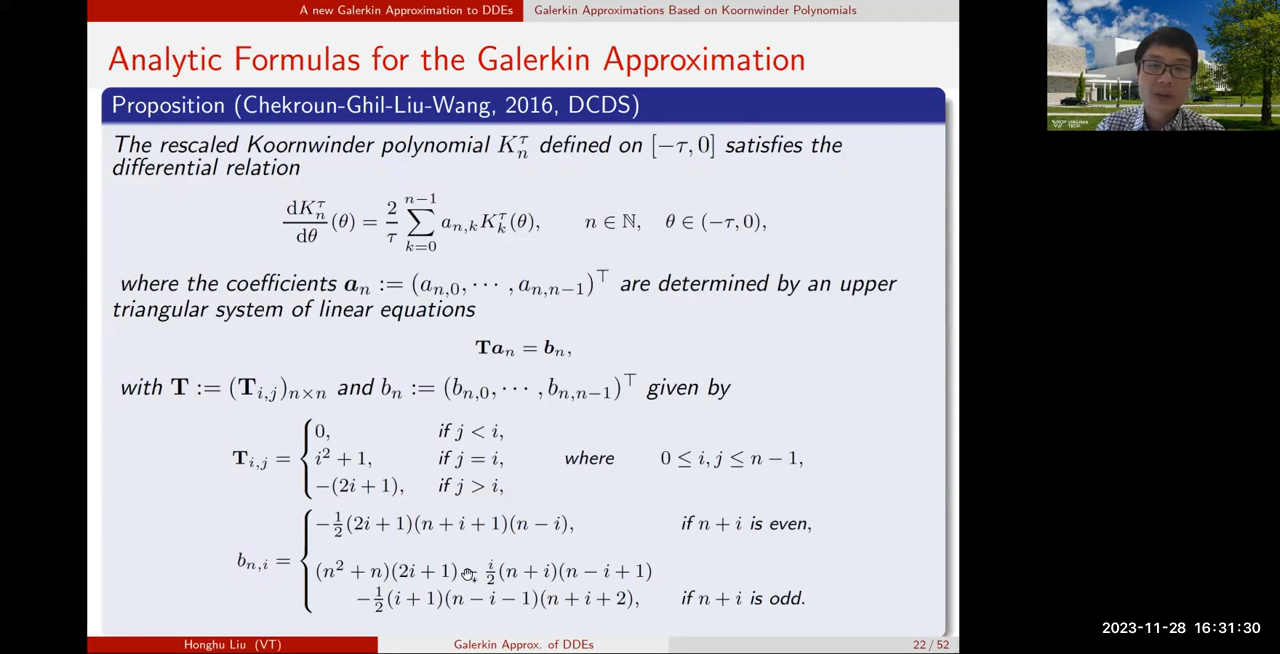 A new Galerkin Approximation to DDEs Galerkin Approximations Based on Koornwinder Polynomials
Analytic Formulas for the Galerkin Approximation
Proposition (Chekroun-Ghil-Liu-Wang, 2016, DCDS)
The rescaled Koornwinder polynomial K_n^τ defined on [−τ, 0] satisfies the
differential relation
dK_n^τ/dθ (θ) = 2/τ ∑_{k=0}^{n−1} a_{n,k} K_k^τ(θ), n ∈ ℕ, θ ∈ (−τ, 0),
where the coefficients a_n := (a_{n,0}, ⋯ , a_{n,n−1})^⊤ are determined by an upper
triangular system of linear equations
Ta_n = b_n,
with T := (T_{i,j})_{n×n} and b_n := (b_{n,0}, ⋯ , b_{n,n−1})^⊤ given by
T_{i,j} = { 0, if j < i,
i² + 1, if j = i, where 0 ≤ i, j ≤ n − 1,
−(2i + 1), if j > i,
b_{n,i} = { −½(2i + 1)(n + i + 1)(n − i), if n + i is even,
(n² + n)(2i + 1) i/2 (n + i)(n − i + 1)
−½(i + 1)(n − i − 1)(n + i + 2), if n + i is odd.
Honghu Liu (VT) Galerkin Approx. of DDEs 22 / 52
2023-11-28 16:31:30